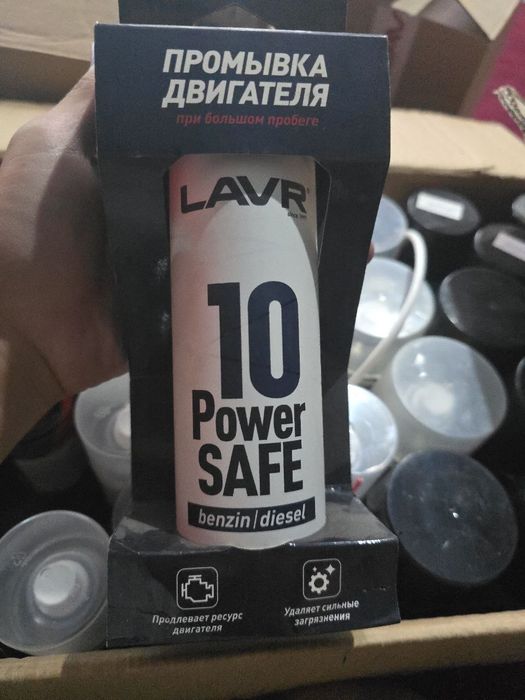 ПРОМЫВКА
ДВИГАТЕЛЯ
при большом пробеге
LAVR®
10
Power
SAFE
benzin/diesel
Продлевает ресурс
двигателя
Удаляет сильные
загрязнения